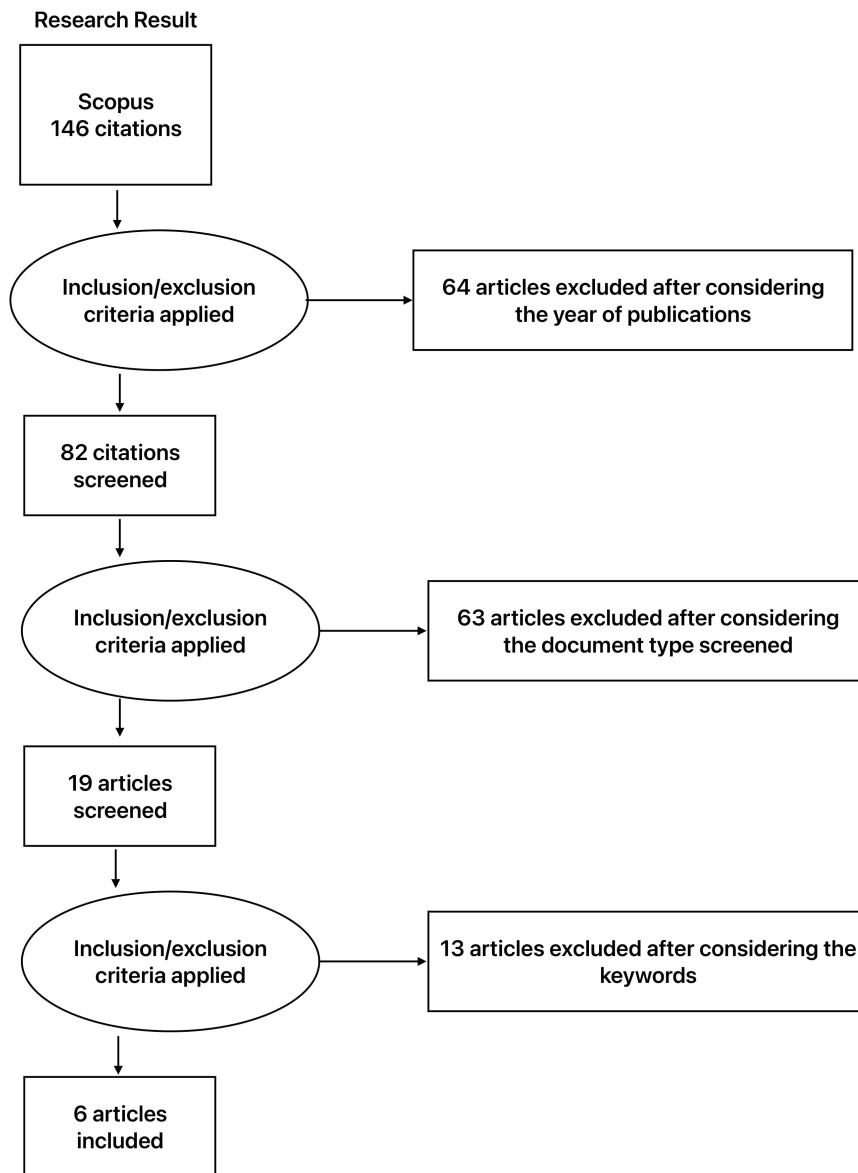 Research Result
Scopus
146 citations
Inclusion/exclusion
criteria applied
64 articles excluded after considering
the year of publications
82 citations
screened
Inclusion/exclusion
criteria applied
63 articles excluded after considering
the document type screened
19 articles
screened
Inclusion/exclusion
criteria applied
13 articles excluded after considering the
keywords
6 articles
included